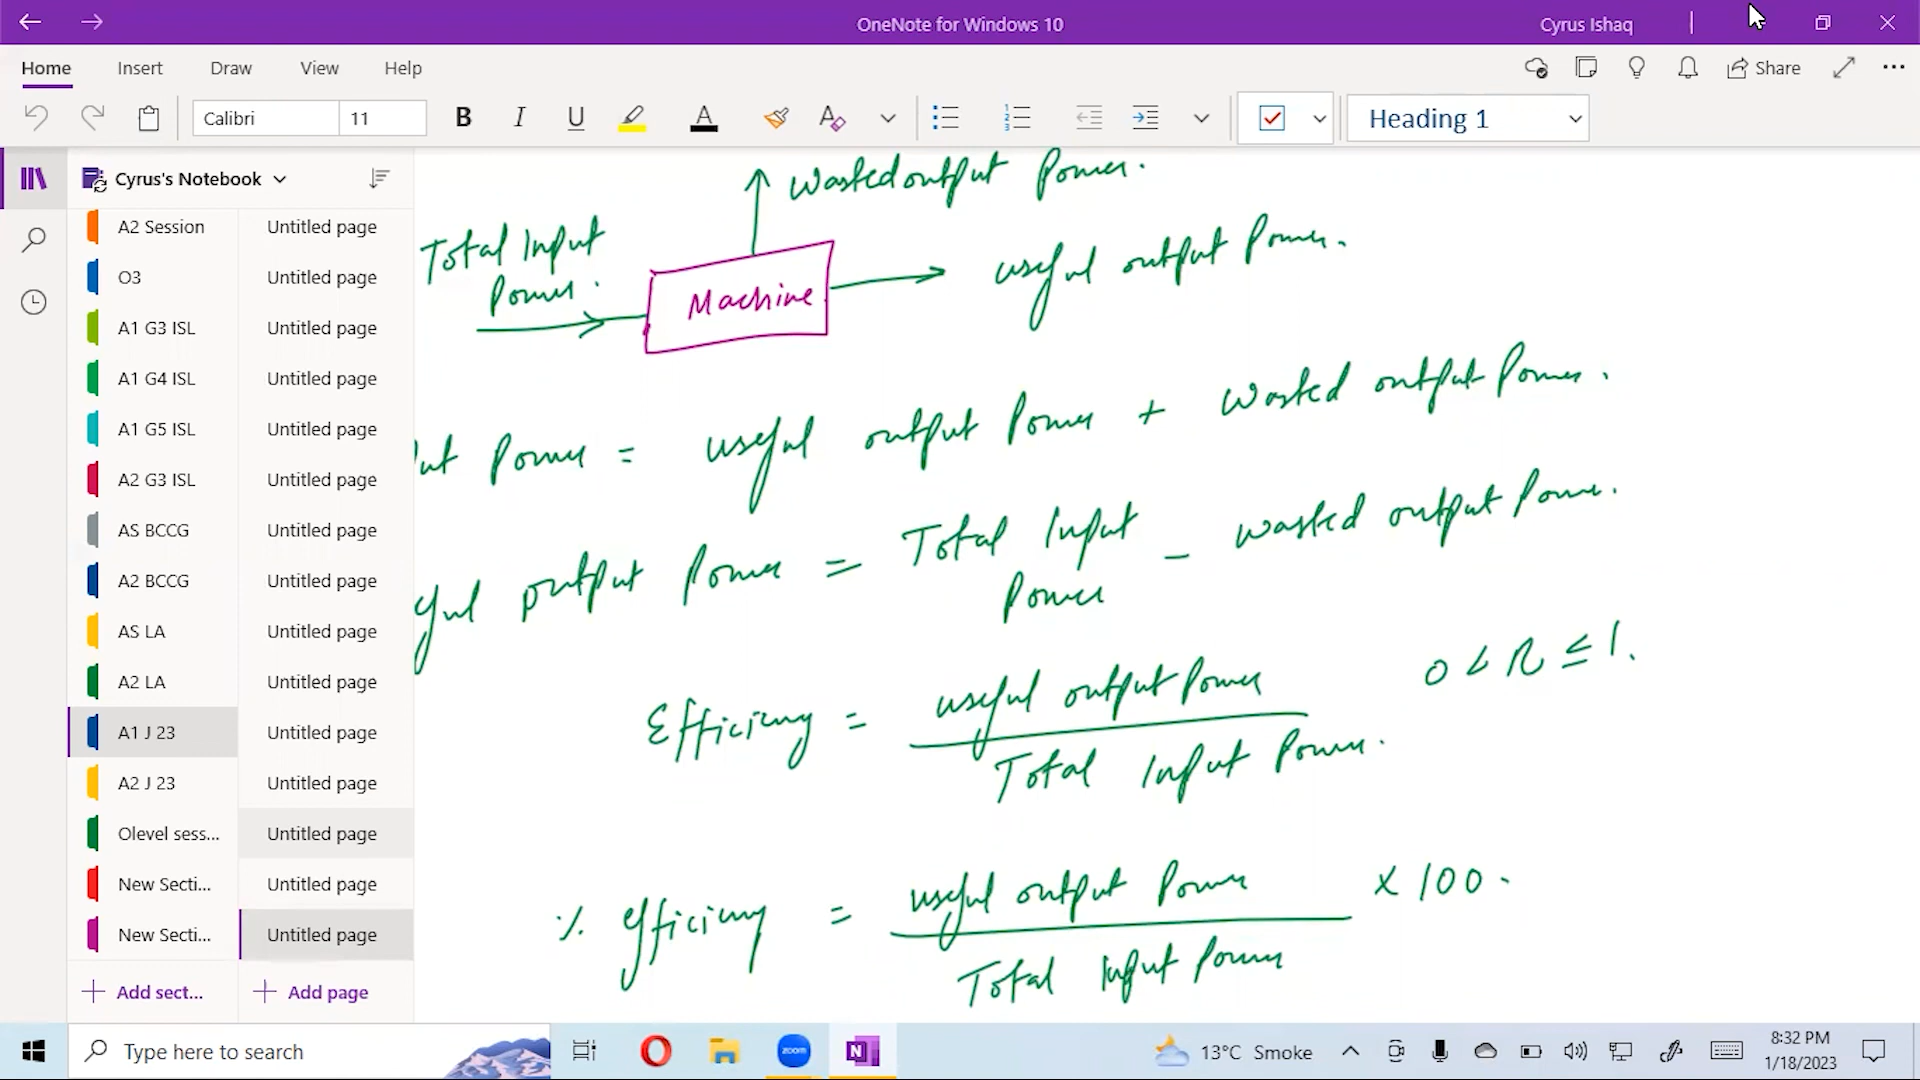 OneNote for Windows 10
Cyrus Ishaq
Home Insert Draw View Help
Share
Calibri 11 B I U A A Heading 1
Cyrus's Notebook
A2 Session Untitled page
O3 Untitled page
A1 G3 ISL Untitled page
A1 G4 ISL Untitled page
A1 G5 ISL Untitled page
A2 G3 ISL Untitled page
AS BCCG Untitled page
A2 BCCG Untitled page
AS LA Untitled page
A2 LA Untitled page
A1 J 23 Untitled page
A2 J 23 Untitled page
Olevel sess... Untitled page
New Secti... Untitled page
New Secti... Untitled page
+ Add sect... + Add page
Wasted output Power.
Total Input
Power.
Machine
useful output Power.
put Power = useful output Power + Wasted output Power.
ful output Power = Total Input Power - wasted output Power.
Efficiency = useful output Power
Total Input Power.
0 < ≤ 1.
% efficiency = useful output Power × 100.
Total Input Power
Type here to search
zoom
N
13°C Smoke
8:32 PM
1/18/2023